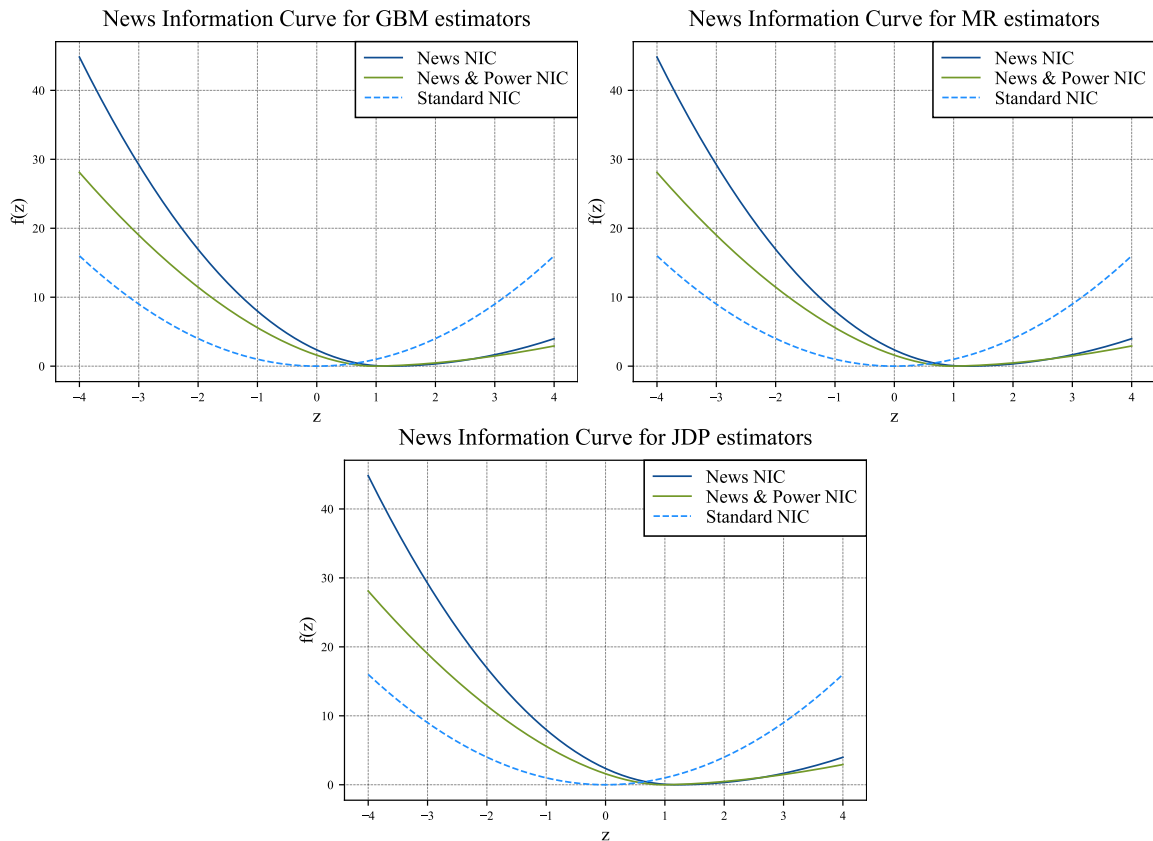 News Information Curve for GBM estimators
News NIC
News & Power NIC
Standard NIC
f(z)
40
30
20
10
0
−4 −3 −2 −1 0 1 2 3 4
z
News Information Curve for MR estimators
News NIC
News & Power NIC
Standard NIC
f(z)
40
30
20
10
0
−4 −3 −2 −1 0 1 2 3 4
z
News Information Curve for JDP estimators
News NIC
News & Power NIC
Standard NIC
f(z)
40
30
20
10
0
−4 −3 −2 −1 0 1 2 3 4
z